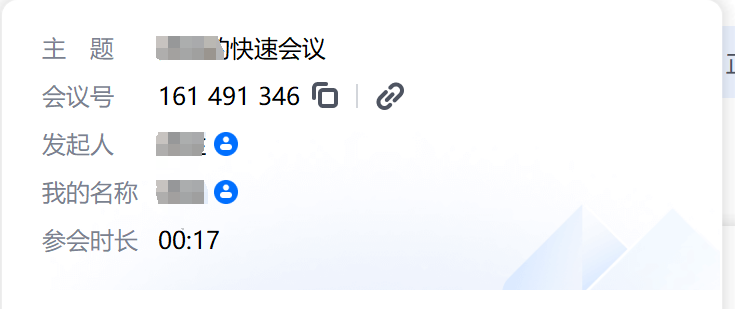 主 题 的快速会议
会议号 161 491 346
发起人
我的名称
参会时长 00:17